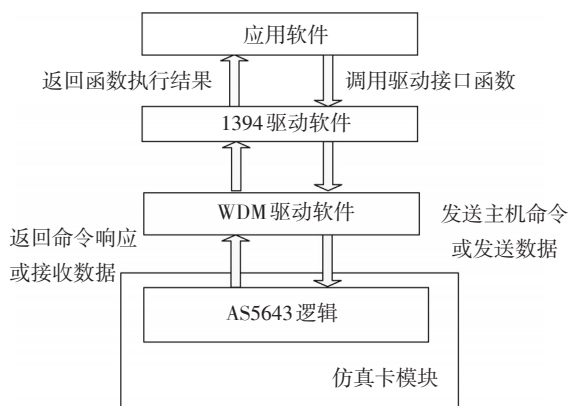 应用软件
返回函数执行结果
调用驱动接口函数
1394驱动软件
WDM驱动软件
返回命令响应
或接收数据
发送主机命令
或发送数据
AS5643逻辑
仿真卡模块